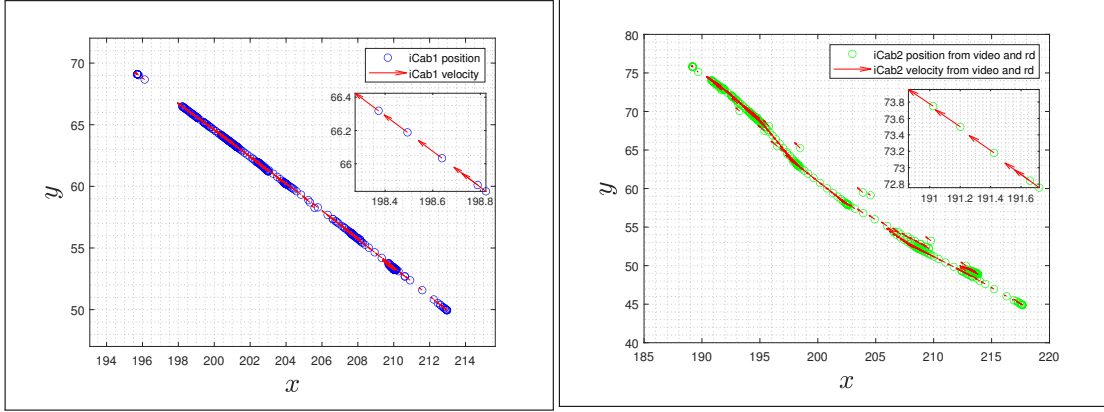 iCab1 position
iCab1 velocity
70
65
60
55
50
y
194 196 198 200 202 204 206 208 210 212 214
x
66.4
66.2
66
198.4 198.6 198.8
iCab2 position from video and rd
iCab2 velocity from video and rd
80
75
70
65
60
55
50
45
40
y
185 190 195 200 205 210 215 220
x
73.8
73.6
73.4
73.2
73
72.8
191 191.2 191.4 191.6